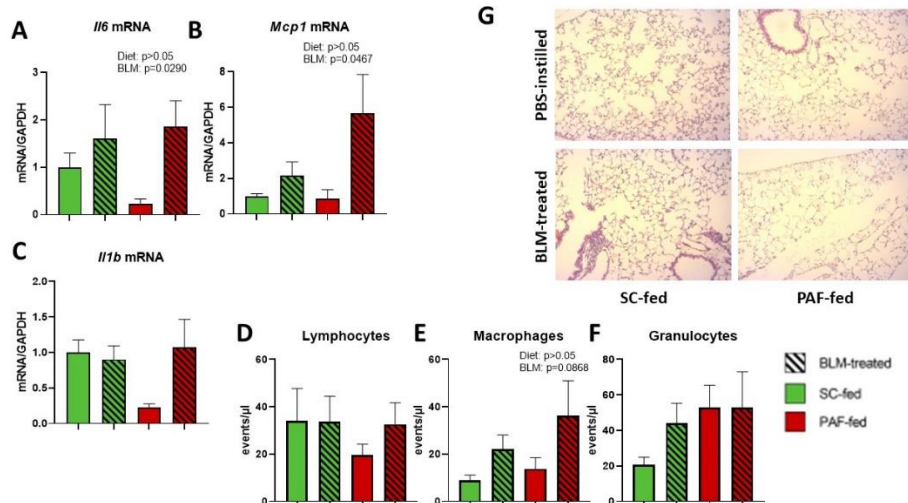 A
Il6 mRNA
Diet: p>0.05
BLM: p=0.0290
mRNA/GAPDH
3
2
1
0
B
Mcp1 mRNA
Diet: p>0.05
BLM: p=0.0467
mRNA/GAPDH
8
6
4
2
0
C
Il1b mRNA
mRNA/GAPDH
1.5
1.0
0.5
0.0
D
Lymphocytes
events/µl
60
40
20
0
E
Macrophages
Diet: p>0.05
BLM: p=0.0868
events/µl
60
40
20
0
F
Granulocytes
events/µl
80
60
40
20
0
G
PBS-instilled
BLM-treated
SC-fed
PAF-fed
BLM-treated
SC-fed
PAF-fed